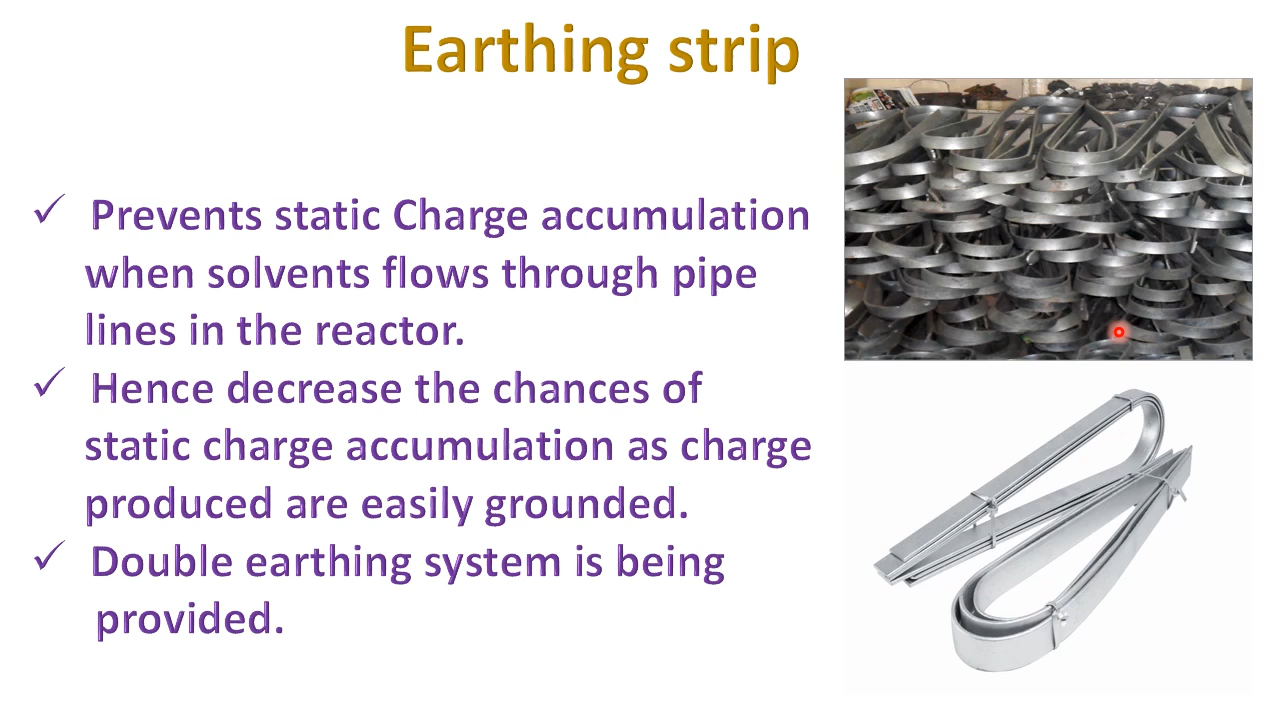 Earthing strip
✓ Prevents static Charge accumulation
when solvents flows through pipe
lines in the reactor.
✓ Hence decrease the chances of
static charge accumulation as charge
produced are easily grounded.
✓ Double earthing system is being
provided.